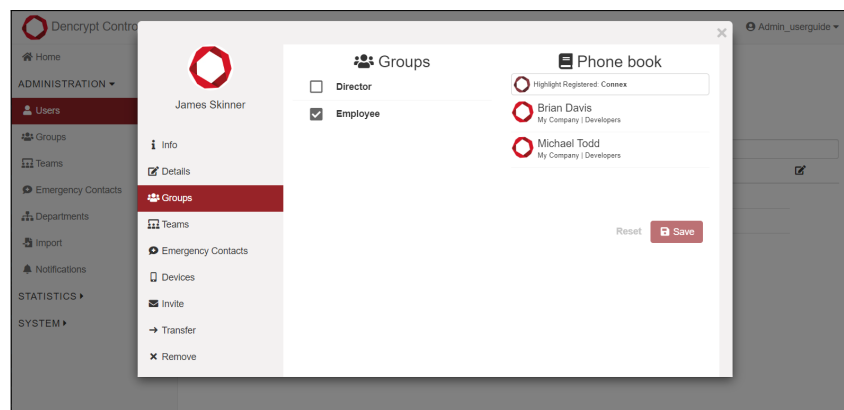 Dencrypt Contro
Admin_userguide
Home
ADMINISTRATION
Users
Groups
Teams
Emergency Contacts
Departments
Import
Notifications
STATISTICS
SYSTEM
×
James Skinner
Info
Details
Groups
Teams
Emergency Contacts
Devices
Invite
Transfer
Remove
Groups
Director
Employee
Phone book
Highlight Registered: Connex
Brian Davis
My Company | Developers
Michael Todd
My Company | Developers
Reset
Save